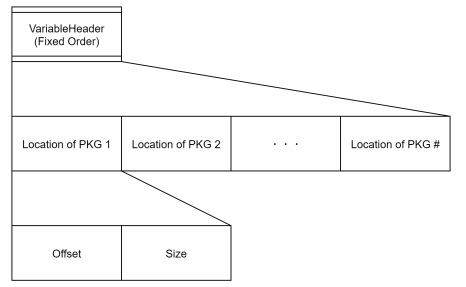 VariableHeader
(Fixed Order)
Location of PKG 1
Location of PKG 2
· · ·
Location of PKG #
Offset
Size